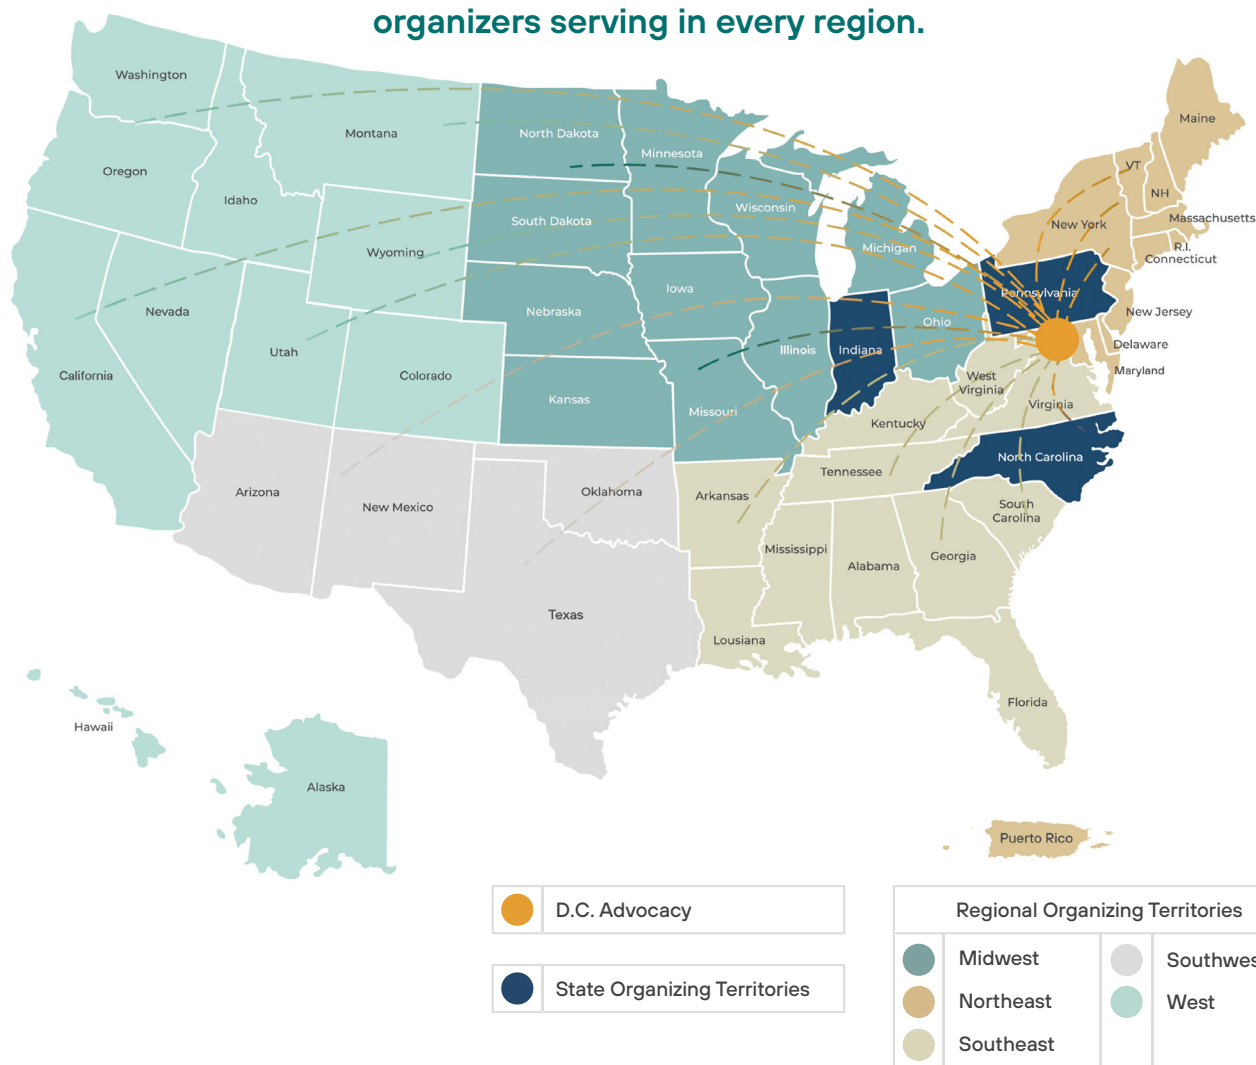 organizers serving in every region.
Washington
Oregon
Idaho
Montana
Wyoming
Nevada
Utah
California
Colorado
North Dakota
Minnesota
South Dakota
Wisconsin
Michigan
Nebraska
Iowa
Illinois
Indiana
Ohio
Kansas
Missouri
Maine
VT
NH
New York
Massachusetts
R.I.
Connecticut
Pennsylvania
New Jersey
Delaware
Maryland
West
Virginia
Virginia
Kentucky
Tennessee
North Carolina
South
Carolina
Arkansas
Mississippi
Alabama
Georgia
Lousiana
Florida
Arizona
New Mexico
Oklahoma
Texas
Hawaii
Alaska
Puerto Rico
D.C. Advocacy
State Organizing Territories
Regional Organizing Territories
Midwest
Northeast
Southeast
Southwes
West